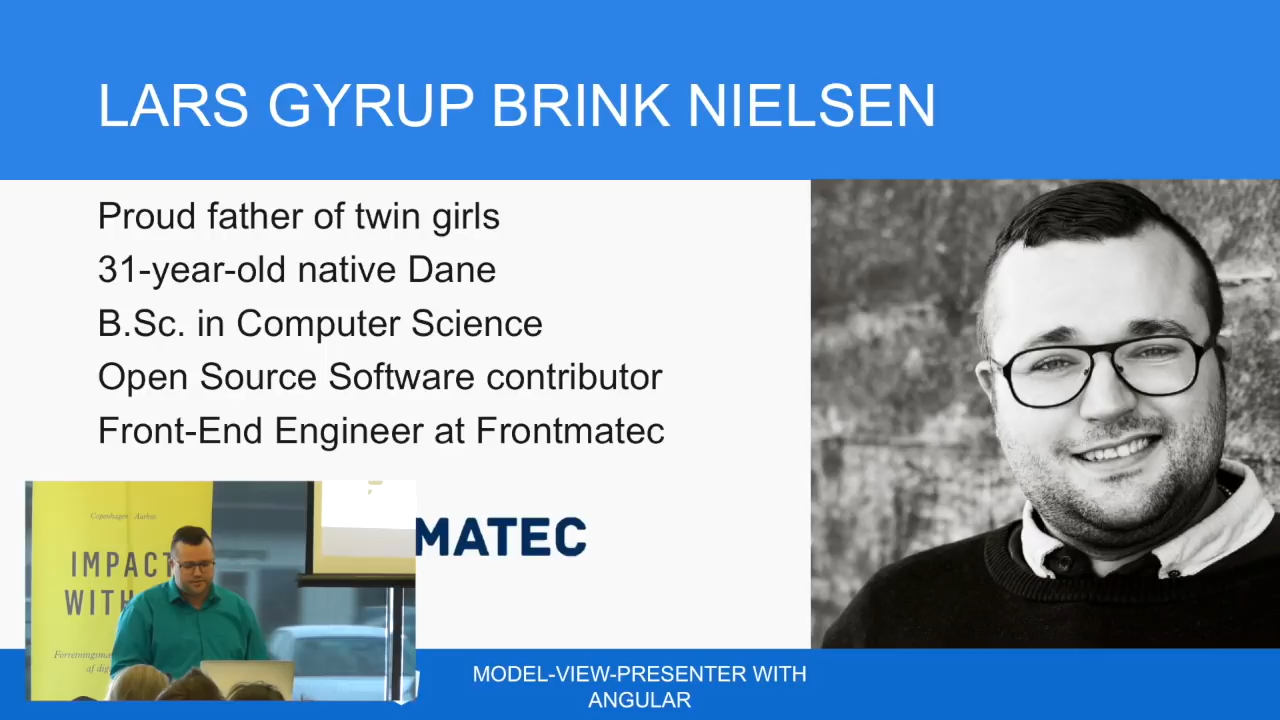 LARS GYRUP BRINK NIELSEN
Proud father of twin girls
31-year-old native Dane
B.Sc. in Computer Science
Open Source Software contributor
Front-End Engineer at Frontmatec
MATEC
Copenhagen Aarhus
IMPACT
WITH
MODEL-VIEW-PRESENTER WITH
ANGULAR